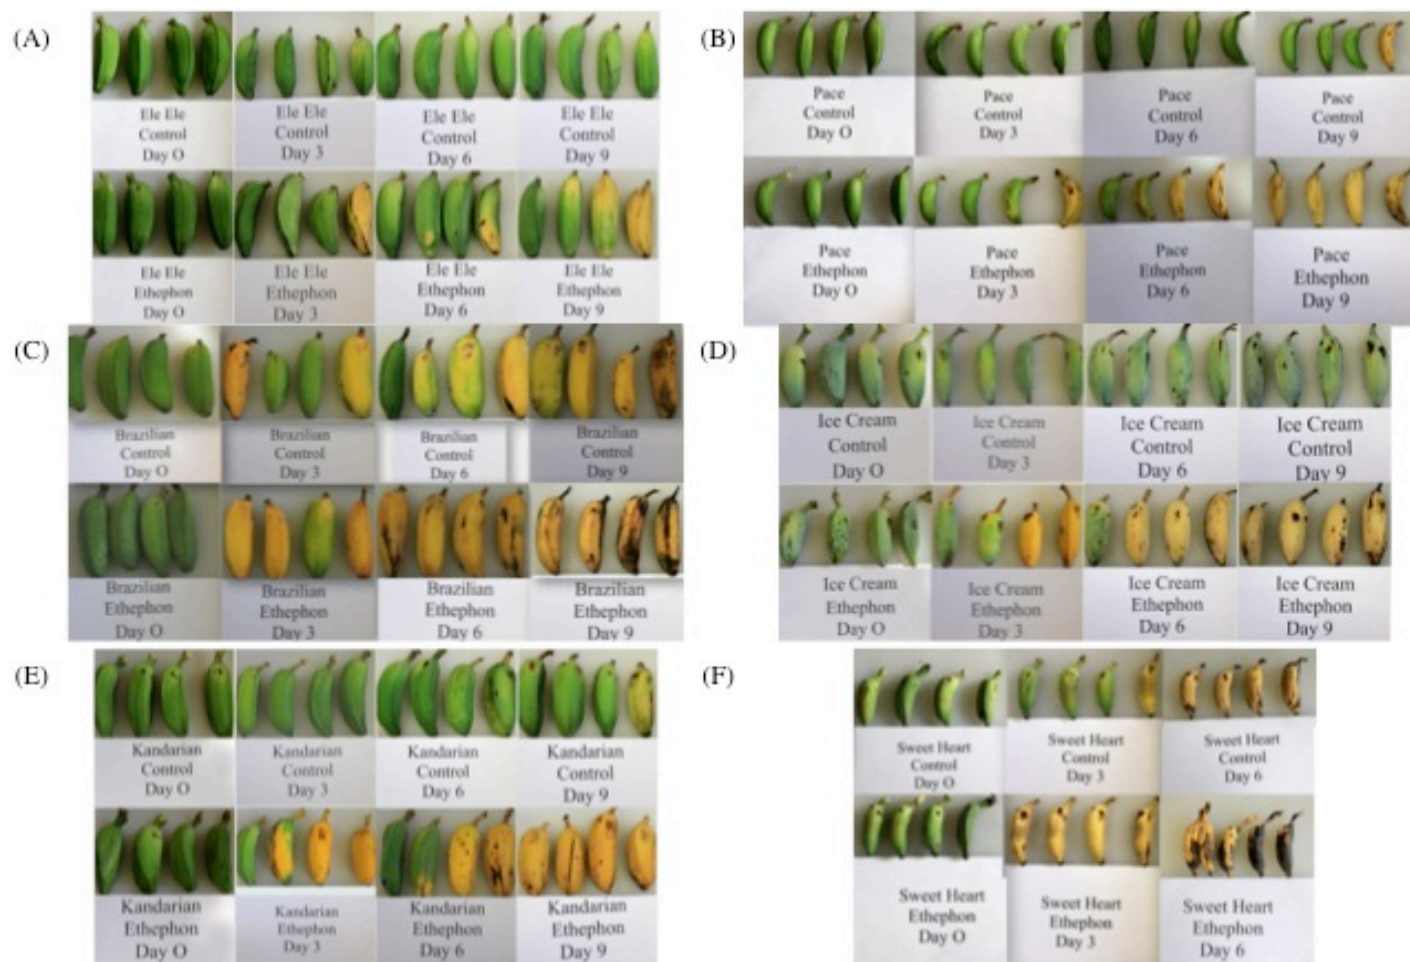 (A)
Ele Ele
Control
Day O
Ele Ele
Control
Day 3
Ele Ele
Control
Day 6
Ele Ele
Control
Day 9
Ele Ele
Ethephon
Day O
Ele Ele
Ethephon
Day 3
Ele Ele
Ethephon
Day 6
Ele Ele
Ethephon
Day 9
(B)
Pace
Control
Day O
Pace
Control
Day 3
Pace
Control
Day 6
Pace
Control
Day 9
Pace
Ethephon
Day O
Pace
Ethephon
Day 3
Pace
Ethephon
Day 6
Pace
Ethephon
Day 9
(C)
Brazilian
Control
Day O
Brazilian
Control
Day 3
Brazilian
Control
Day 6
Brazilian
Control
Day 9
Brazilian
Ethephon
Day O
Brazilian
Ethephon
Day 3
Brazilian
Ethephon
Day 6
Brazilian
Ethephon
Day 9
(D)
Ice Cream
Control
Day O
Ice Cream
Control
Day 3
Ice Cream
Control
Day 6
Ice Cream
Control
Day 9
Ice Cream
Ethephon
Day O
Ice Cream
Ethephon
Day 3
Ice Cream
Ethephon
Day 6
Ice Cream
Ethephon
Day 9
(E)
Kandarian
Control
Day O
Kandarian
Control
Day 3
Kandarian
Control
Day 6
Kandarian
Control
Day 9
Kandarian
Ethephon
Day O
Kandarian
Ethephon
Day 3
Kandarian
Ethephon
Day 6
Kandarian
Ethephon
Day 9
(F)
Sweet Heart
Control
Day O
Sweet Heart
Control
Day 3
Sweet Heart
Control
Day 6
Sweet Heart
Ethephon
Day O
Sweet Heart
Ethephon
Day 3
Sweet Heart
Ethephon
Day 6